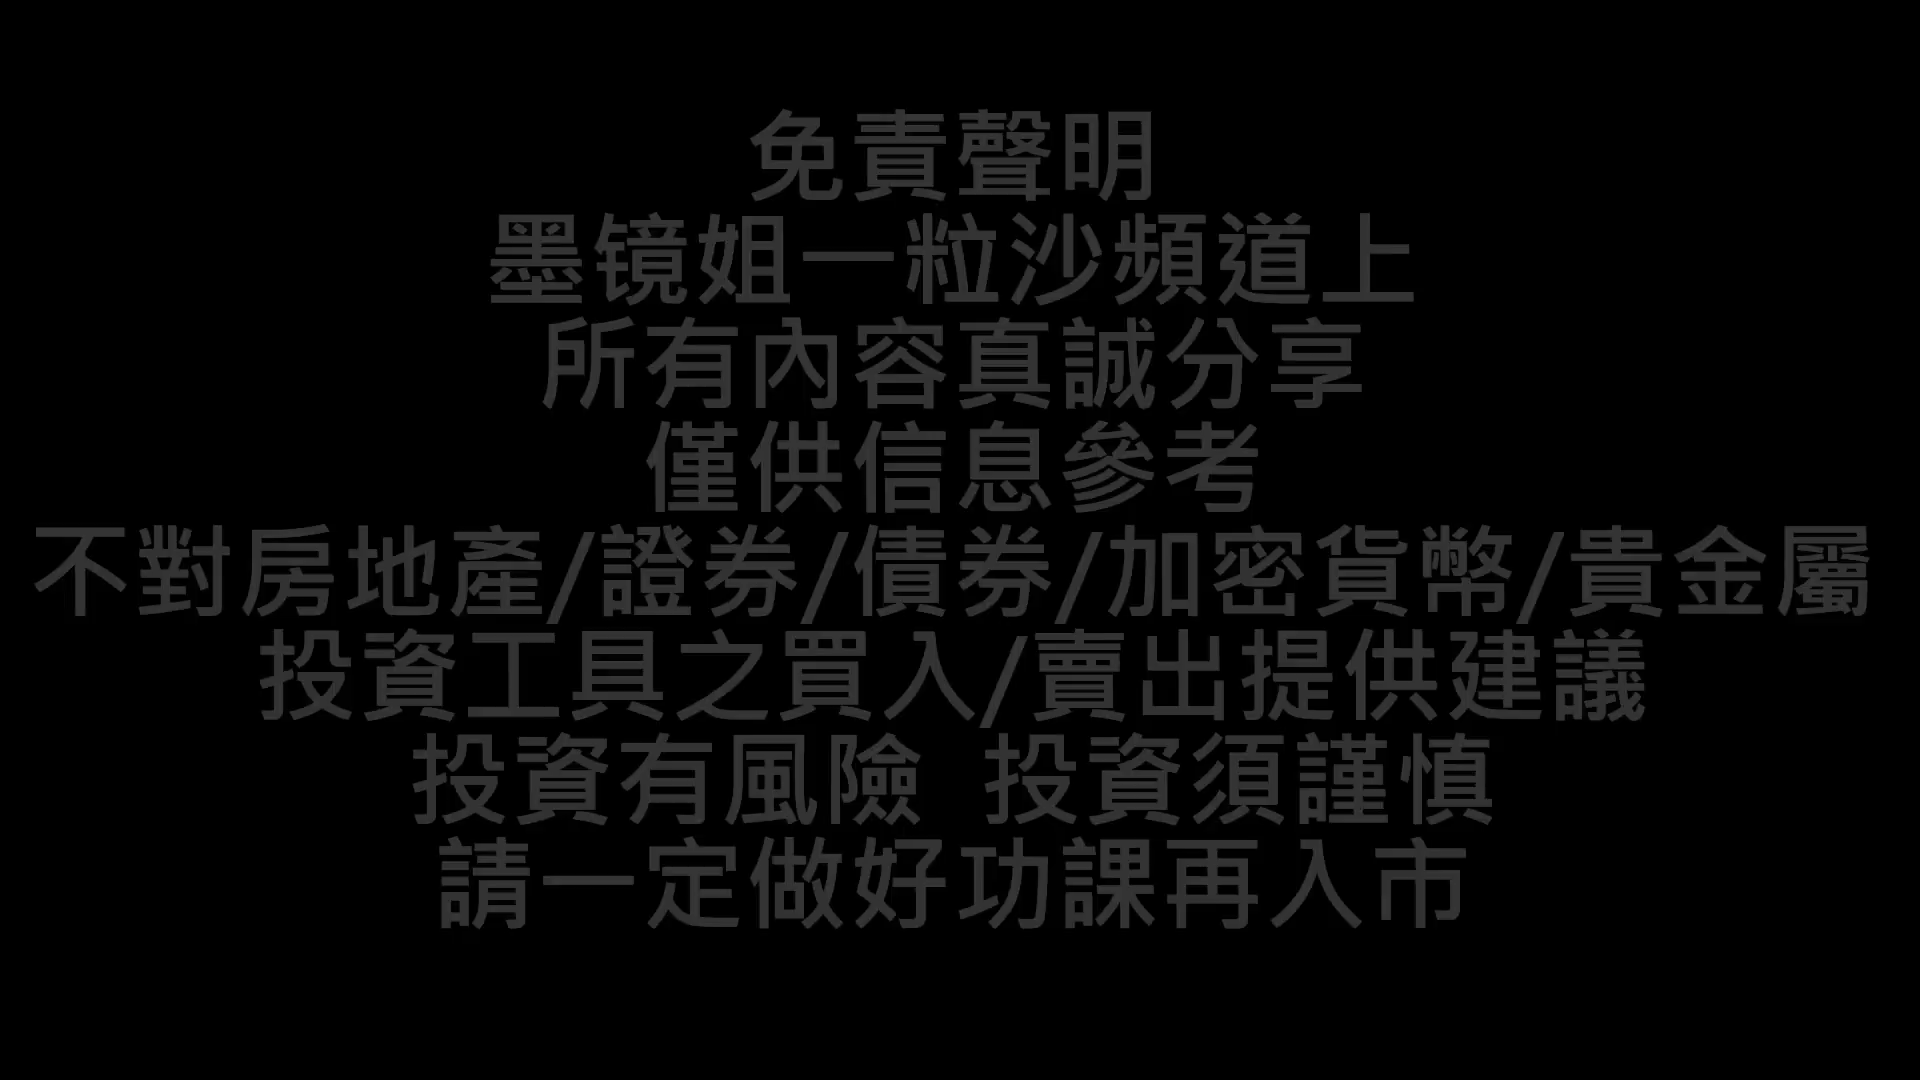 免責聲明
墨镜姐一粒沙頻道上
所有內容真誠分享
僅供信息參考
不對房地產/證券/債券/加密貨幣/貴金屬
投資工具之買入/賣出提供建議
投資有風險 投資須謹慎
請一定做好功課再入市